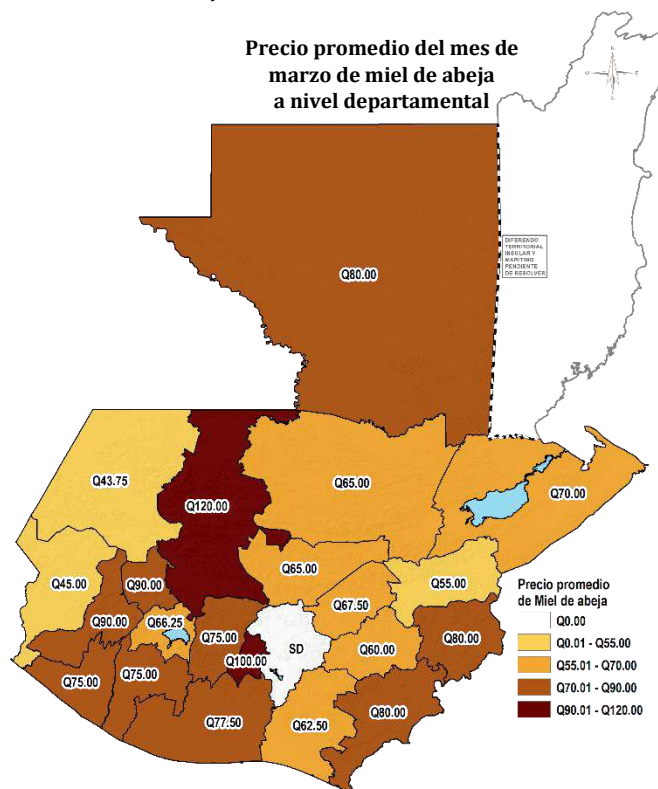 Precio promedio del mes de
marzo de miel de abeja
a nivel departamental
N
O
E
S
DIFERENDO
TERRITORIAL
INSULAR Y
MARITIMO
PENDIENTE
DE RESOLVER
Q80.00
Q43.75
Q120.00
Q65.00
Q70.00
Q45.00
Q90.00
Q65.00
Q55.00
Q90.00
Q66.25
Q75.00
Q67.50
Q80.00
Q75.00
Q75.00
Q100.00
SD
Q60.00
Q77.50
Q62.50
Q80.00
Precio promedio
de Miel de abeja
Q0.00
Q0.01 - Q55.00
Q55.01 - Q70.00
Q70.01 - Q90.00
Q90.01 - Q120.00